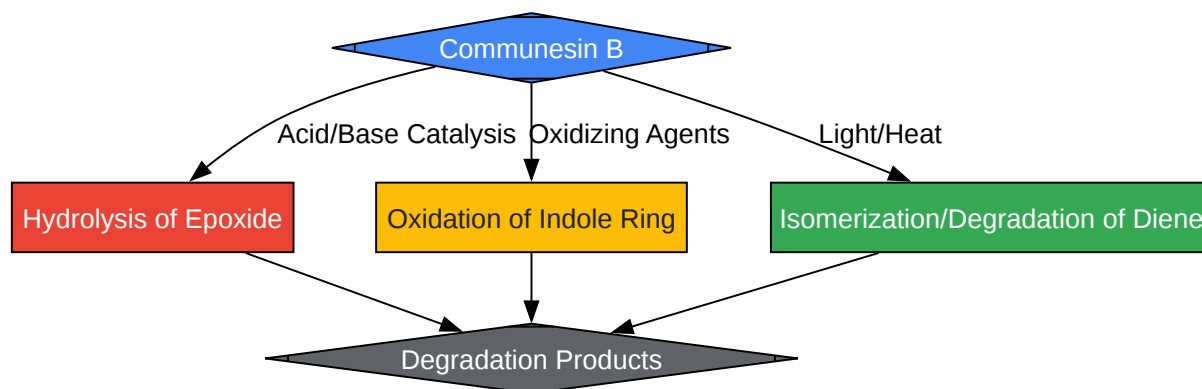 Communesin B
Acid/Base Catalysis
Oxidizing Agents
Light/Heat
Hydrolysis of Epoxide
Oxidation of Indole Ring
Isomerization/Degradation of Diene
Degradation Products